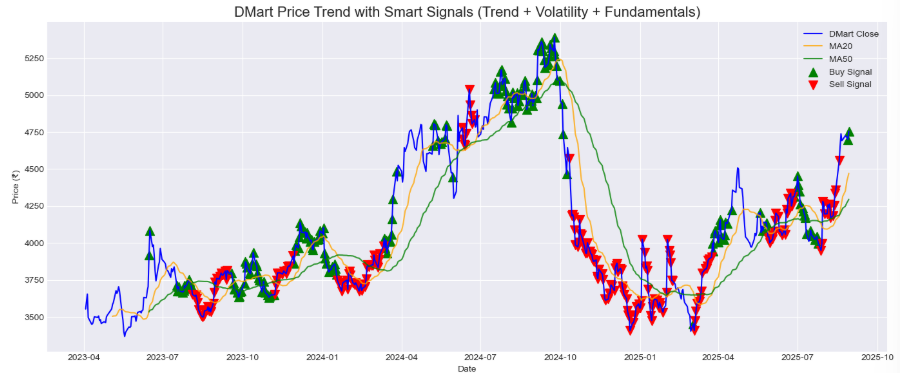 DMart Price Trend with Smart Signals (Trend + Volatility + Fundamentals)
DMart Close
MA20
MA50
Buy Signal
Sell Signal
Price (₹)
5250
5000
4750
4500
4250
4000
3750
3500
2023-04 2023-07 2023-10 2024-01 2024-04 2024-07 2024-10 2025-01 2025-04 2025-07 2025-10
Date